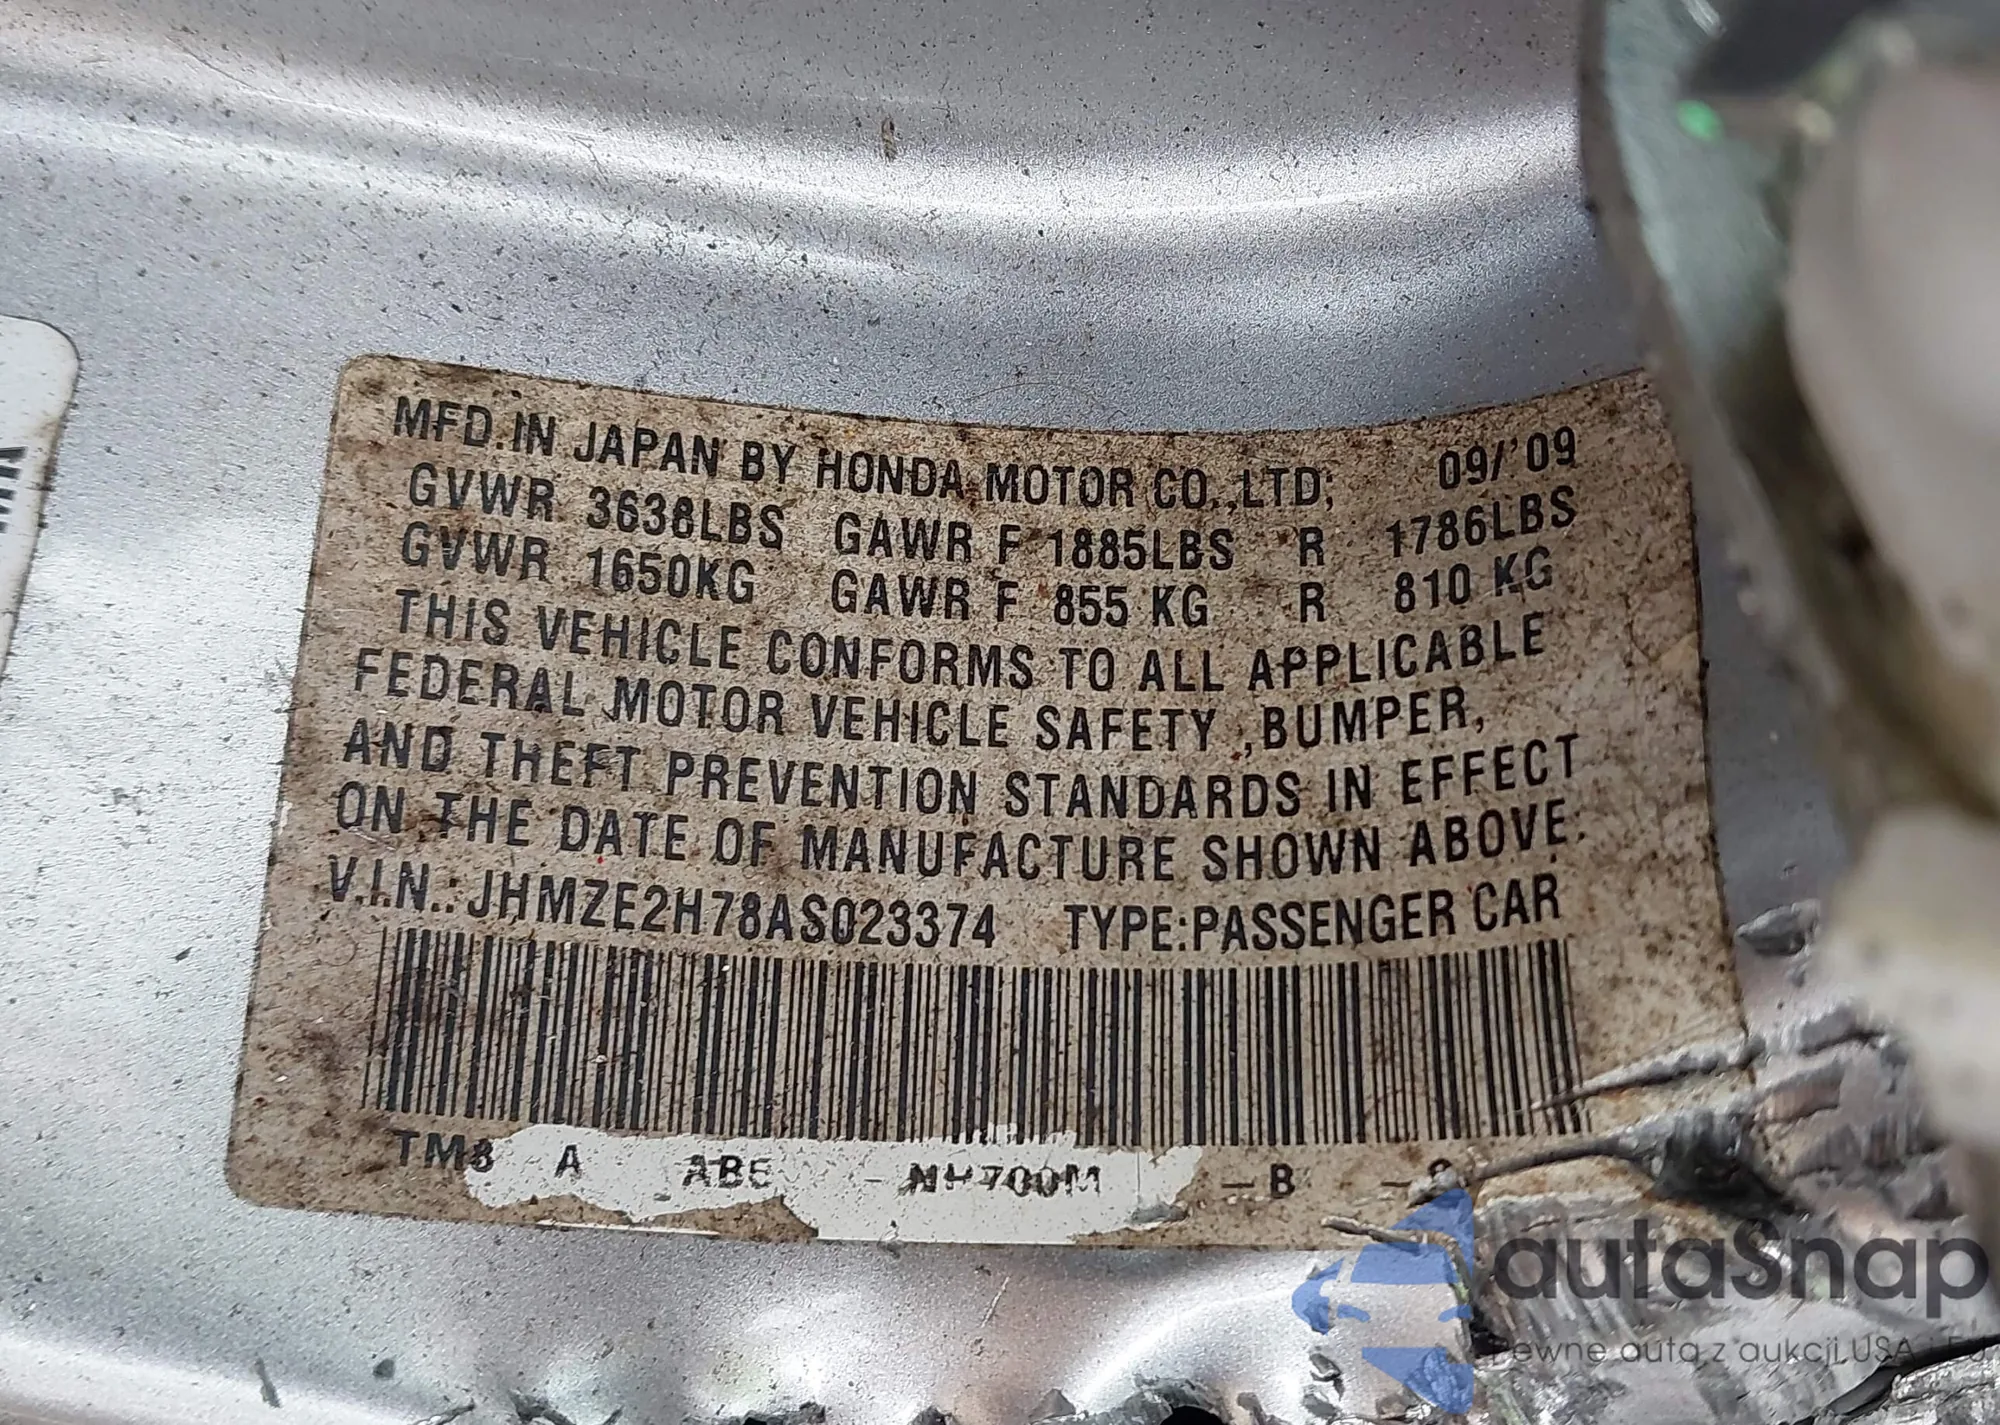 MFD. IN JAPAN BY HONDA MOTOR CO.,LTD; 09/'09
GVWR 3638LBS GAWR F 1885LBS R 1786LBS
GVWR 1650KG GAWR F 855 KG R 810 KG
THIS VEHICLE CONFORMS TO ALL APPLICABLE
FEDERAL MOTOR VEHICLE SAFETY ,BUMPER,
AND THEFT PREVENTION STANDARDS IN EFFECT
ON THE DATE OF MANUFACTURE SHOWN ABOVE.
V.I.N.: JHMZE2H78AS023374 TYPE:PASSENGER CAR
TM8 A - NH700M - B -
autaSnap
Pewne auta z aukcji USA i EU